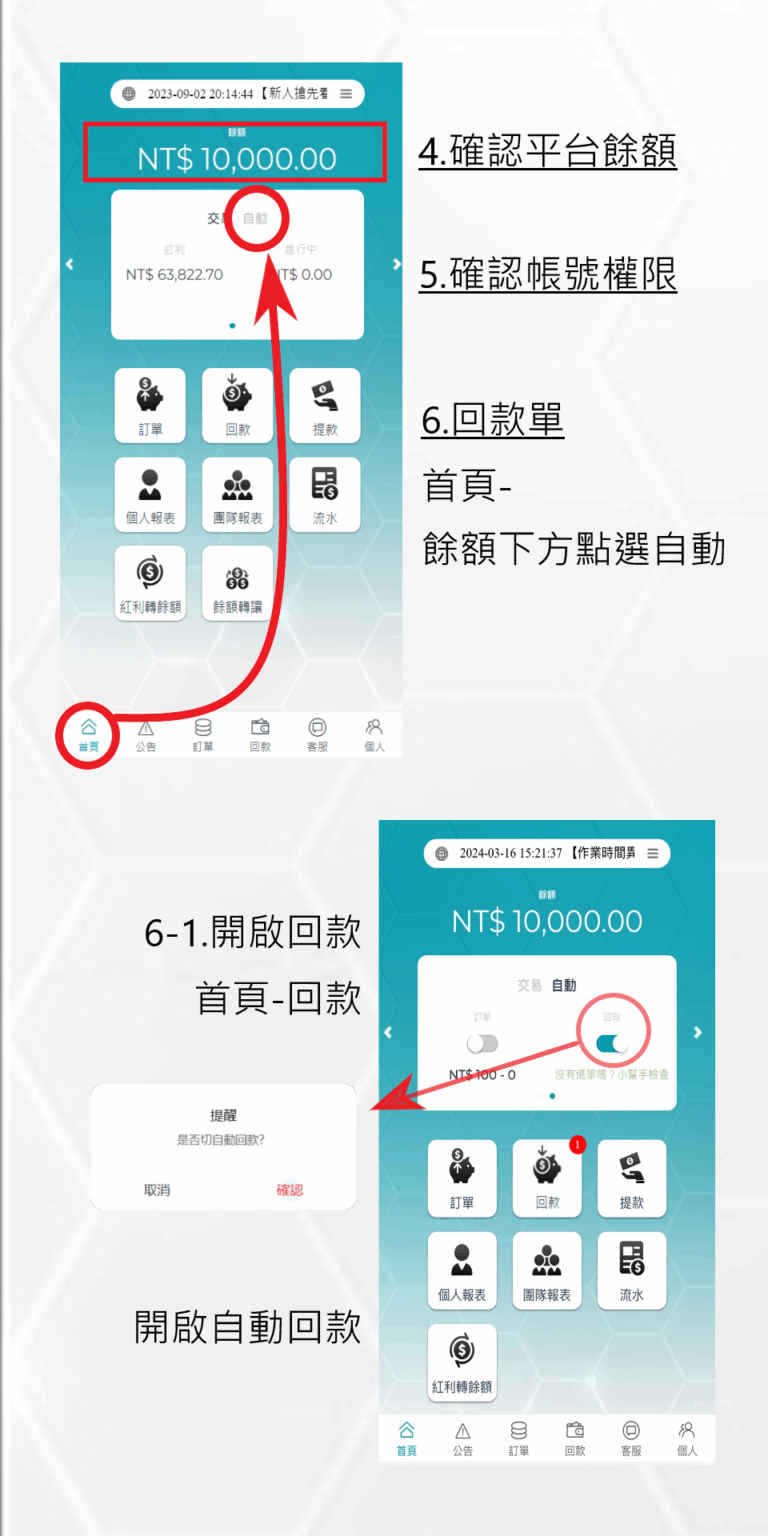 2023-09-02 20:14:44【新人搶先看
餘額
NT$ 10,000.00
4.確認平台餘額
自動
紅利
進行中
NT$ 63,822.70
NT$ 0.00
5.確認帳號權限
訂單
回款
提款
6.回款單
首頁-
餘額下方點選自動
個人報表
團隊報表
流水
紅利轉餘額
餘額轉讓
首頁
公告
訂單
回款
客服
個人
2024-03-16 15:21:37 【作業時間異
餘額
NT$ 10,000.00
6-1.開啟回款
首頁-回款
交易 自動
訂單
回款
NT$ 100 - 0
沒有進單嗎？小幫手檢查
提醒
是否切自動回款?
取消
確認
1
訂單
回款
提款
個人報表
團隊報表
流水
開啟自動回款
紅利轉餘額
首頁
公告
訂單
回款
客服
個人